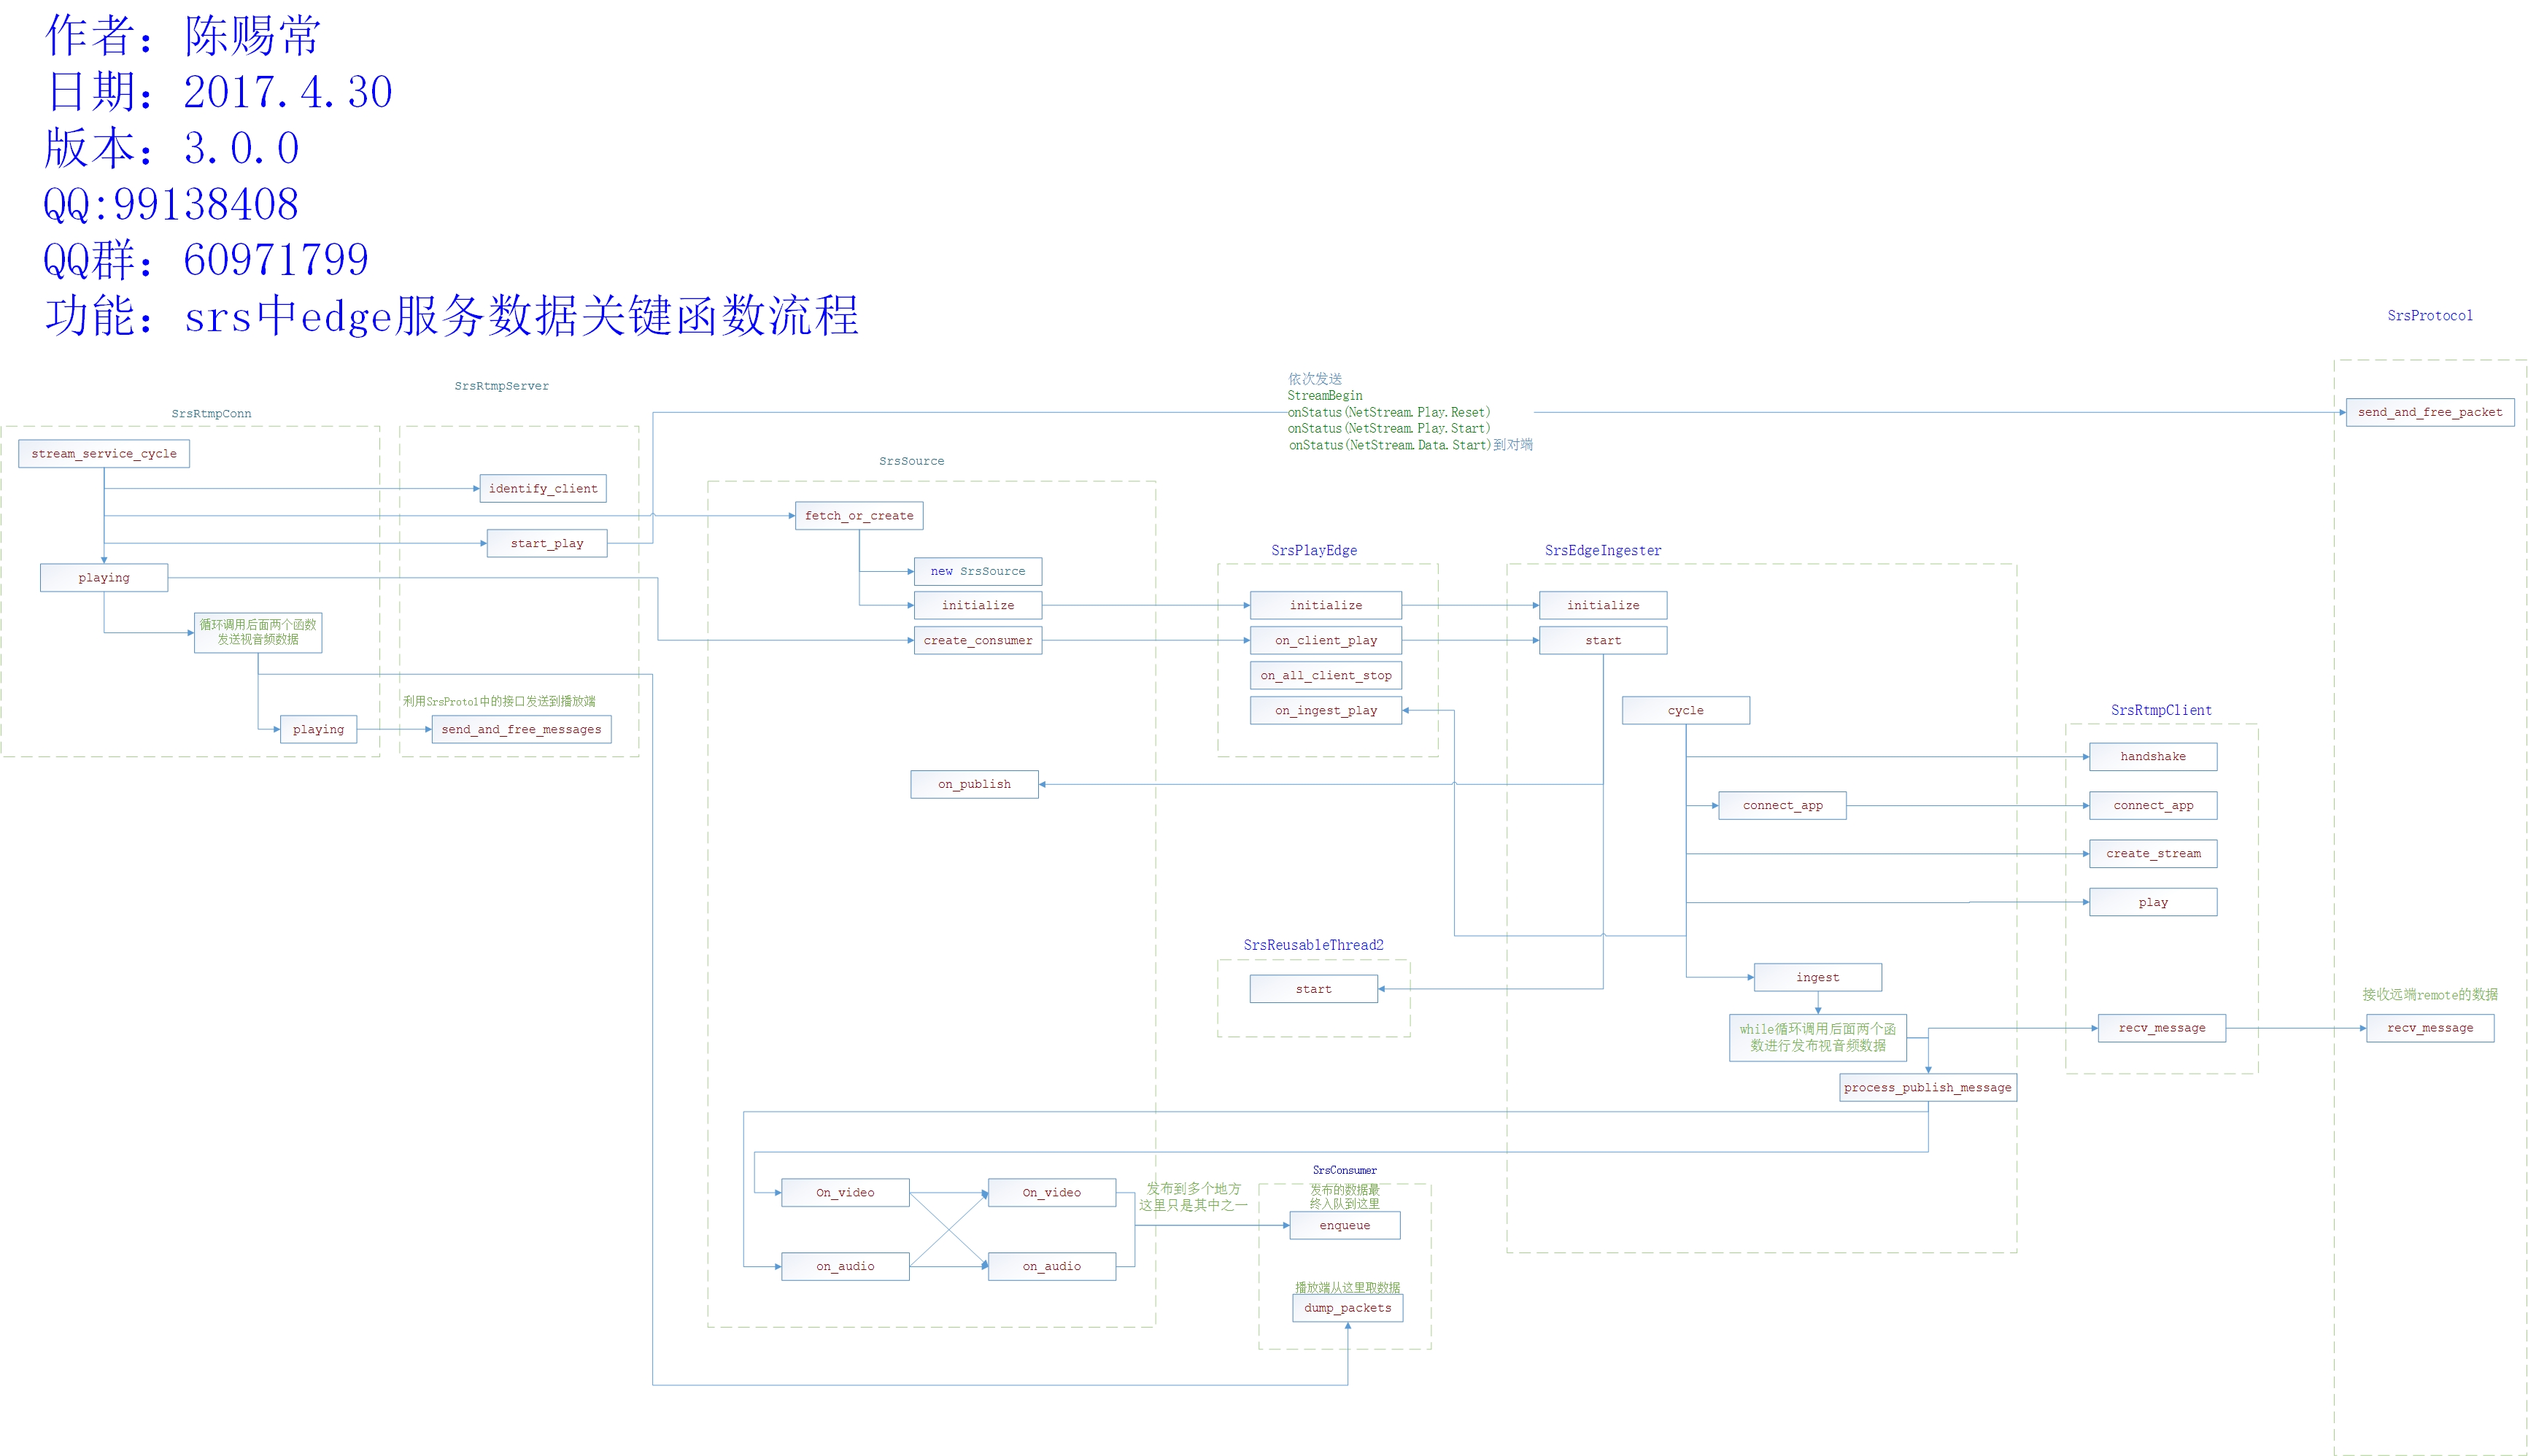 作者：陈赐常
日期：2017.4.30
版本：3.0.0
QQ:99138408
QQ群：60971799
功能：srs中edge服务数据关键函数流程
SrsProtocol
SrsRtmpServer
SrsRtmpConn
依次发送
StreamBegin
onStatus(NetStream.Play.Reset)
onStatus(NetStream.Play.Start)
onStatus(NetStream.Data.Start)到对端
send_and_free_packet
stream_service_cycle
identify_client
start_play
playing
循环调用后面两个函数
发送视音频数据
利用SrsProtol中的接口发送到播放端
playing
send_and_free_messages
SrsSource
fetch_or_create
new SrsSource
initialize
create_consumer
on_publish
SrsPlayEdge
initialize
on_client_play
on_all_client_stop
on_ingest_play
SrsEdgeIngester
initialize
start
cycle
connect_app
SrsRtmpClient
handshake
connect_app
create_stream
play
SrsReusableThread2
start
ingest
while循环调用后面两个函
数进行发布视音频数据
recv_message
接收远端remote的数据
recv_message
process_publish_message
On_video
On_video
on_audio
on_audio
发布到多个地方
这里只是其中之一
SrsConsumer
发布的数据最
终入队到这里
enqueue
播放端从这里取数据
dump_packets